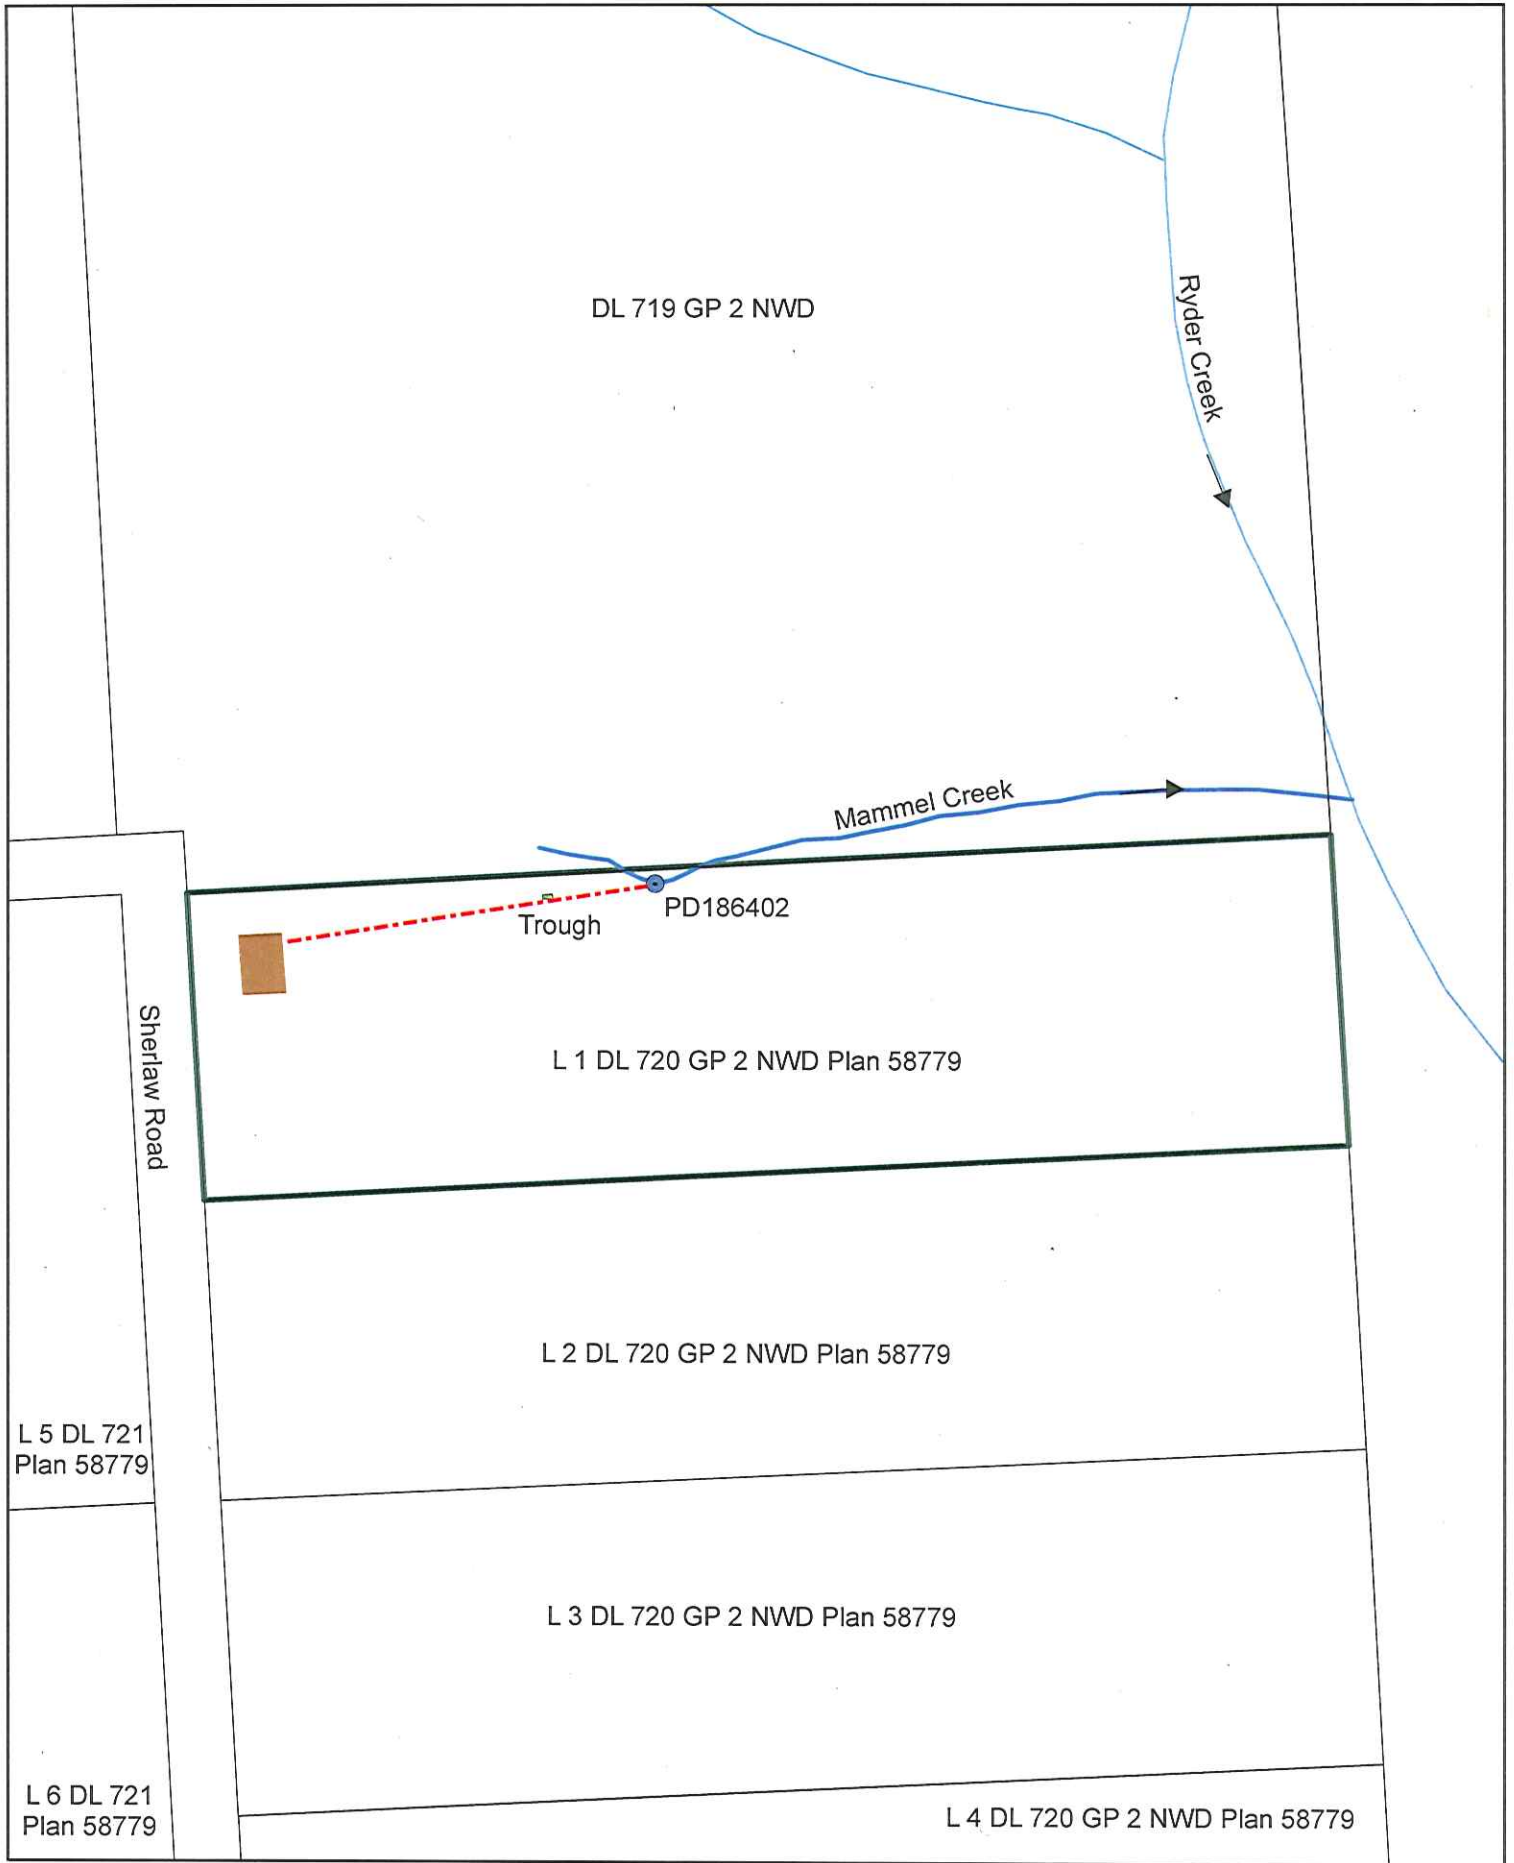 DL 719 GP 2 NWD
Ryder Creek
Mammel Creek
PD186402
Trough
Sherlaw Road
L 1 DL 720 GP 2 NWD Plan 58779
L 2 DL 720 GP 2 NWD Plan 58779
L 5 DL 721
Plan 58779
L 3 DL 720 GP 2 NWD Plan 58779
L 6 DL 721
Plan 58779
L 4 DL 720 GP 2 NWD Plan 58779